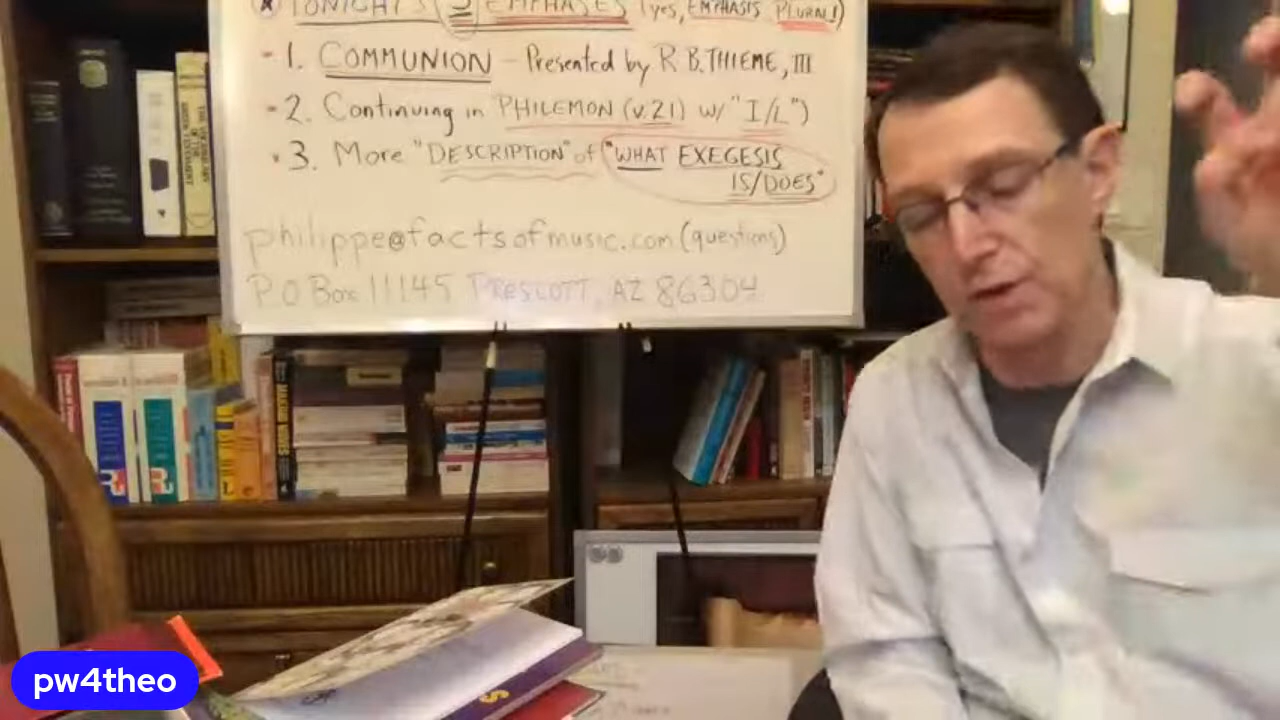 TONIGHT'S 3 EMPHASES (yes, EMPHASIS PLURAL!)
- 1. COMMUNION - Presented by R.B. THIEME, III
- 2. Continuing in PHILEMON (v.21) w/ "I/L")
- 3. More "DESCRIPTION" of "WHAT EXEGESIS
IS/DOES"
philippe@factsofmusic.com (questions)
P.O Box 11145 PRESCOTT, AZ 86304
pw4theo